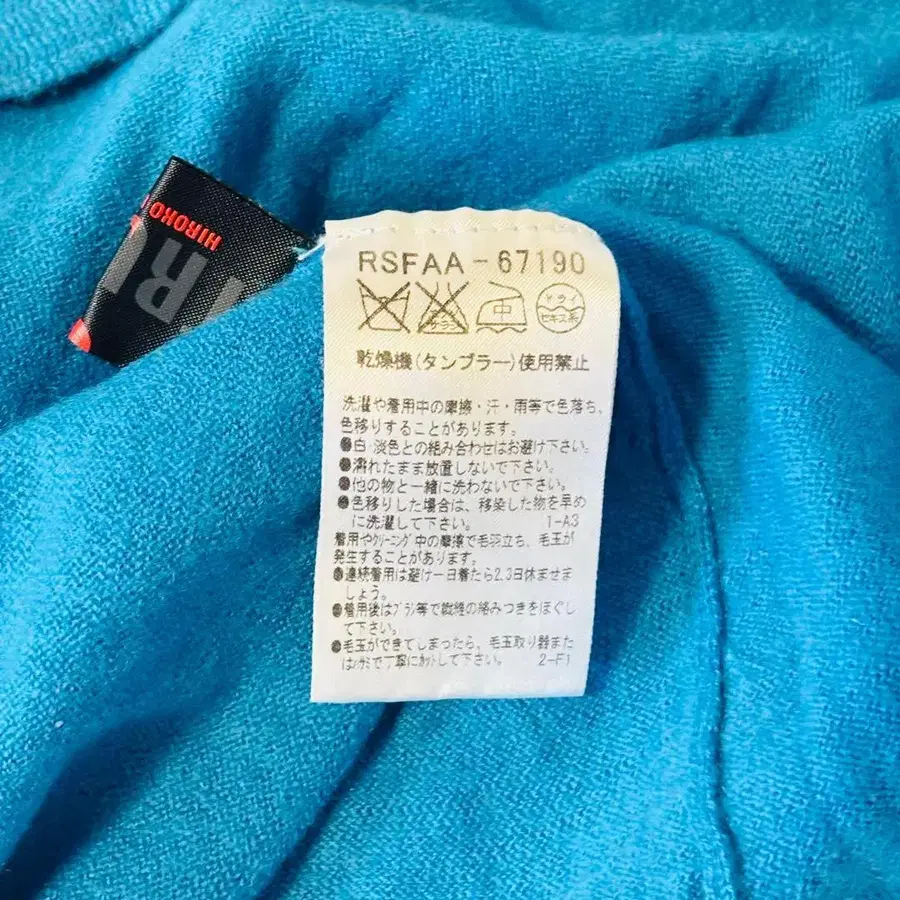 HIROKO
RSFAA-67190
エンソサラシ
中
ドライ
セキユ系
乾燥機(タンブラー)使用禁止
洗濯や着用中の摩擦・汗・雨等で色落ち、
色移りすることがあります。
●白・淡色との組み合わせはお避け下さい。
●濡れたまま放置しないで下さい。
●他の物と一緒に洗わないで下さい。
●色移りした場合は、移染した物を早め
に洗濯して下さい。 1-A3
着用やクリーニング中の摩擦で毛羽立ち、毛玉が
発生することがあります。
●連続着用は避け一日着たら2.3日休ませま
しょう。
●着用後はブラシ等で繊維の絡みつきをほぐし
て下さい。
●毛玉ができてしまったら、毛玉取り器また
はハサミで丁寧にカットして下さい。 2-F1